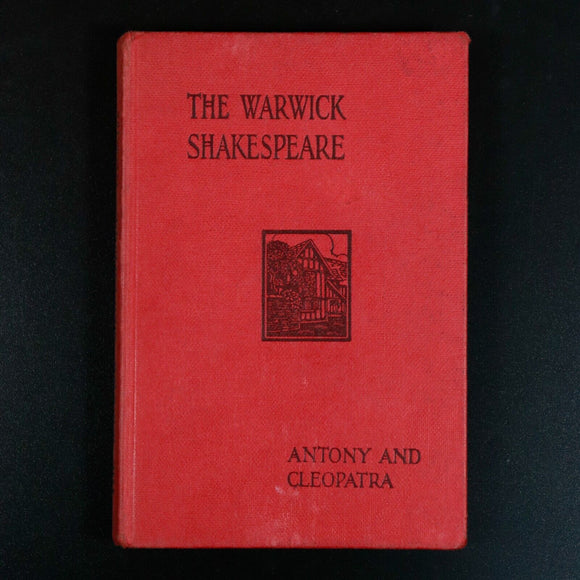 THE WARWICK
SHAKESPEARE
ANTONY AND
CLEOPATRA